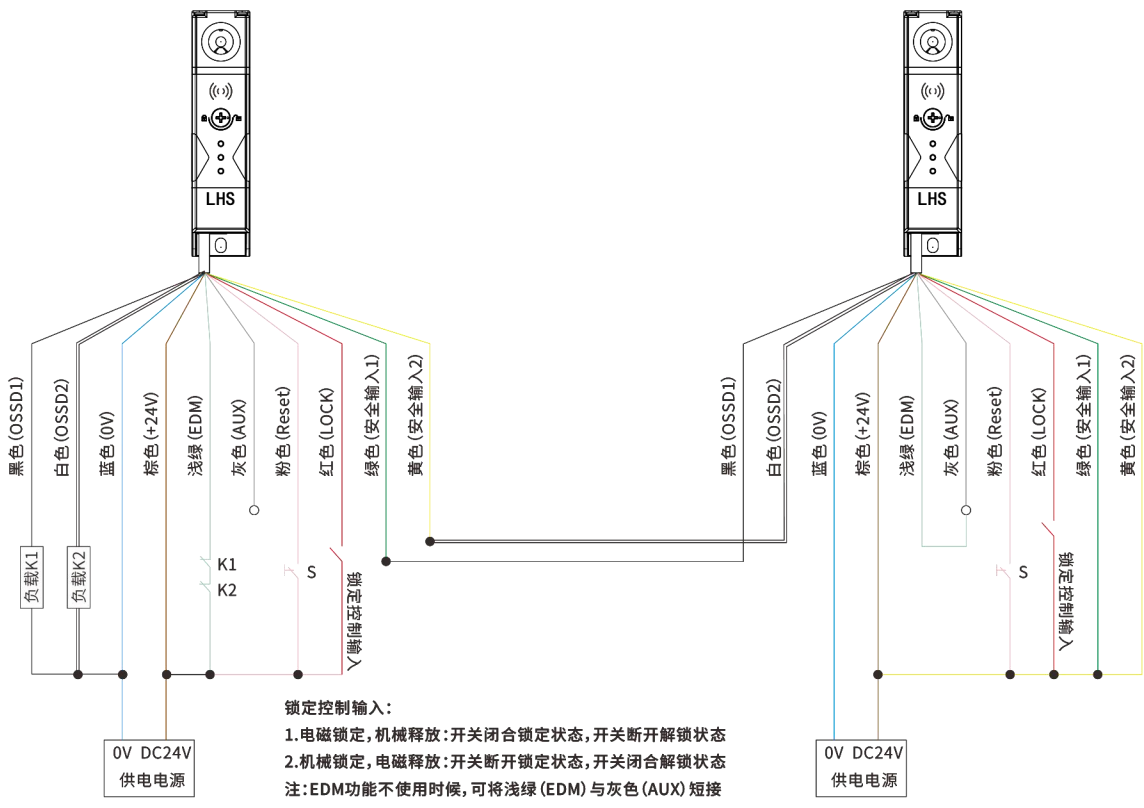 LHS
LHS
黑色(OSSD1)
白色(OSSD2)
蓝色(0V)
棕色(+24V)
浅绿(EDM)
灰色(AUX)
粉色(Reset)
红色(LOCK)
绿色(安全输入1)
黄色(安全输入2)
黑色(OSSD1)
白色(OSSD2)
蓝色(0V)
棕色(+24V)
浅绿(EDM)
灰色(AUX)
粉色(Reset)
红色(LOCK)
绿色(安全输入1)
黄色(安全输入2)
负载K1
负载K2
K1
K2
S
锁定控制输入
S
锁定控制输入
0V DC24V
供电电源
0V DC24V
供电电源
锁定控制输入:
1.电磁锁定,机械释放:开关闭合锁定状态,开关断开解锁状态
2.机械锁定,电磁释放:开关断开锁定状态,开关闭合解锁状态
注:EDM功能不使用时候,可将浅绿(EDM)与灰色(AUX)短接